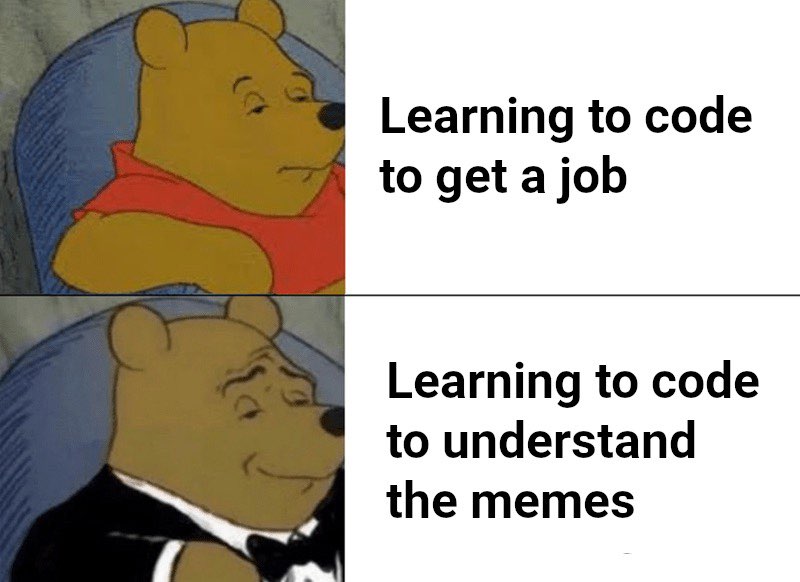 Learning to code
to get a job
Learning to code
to understand
the memes